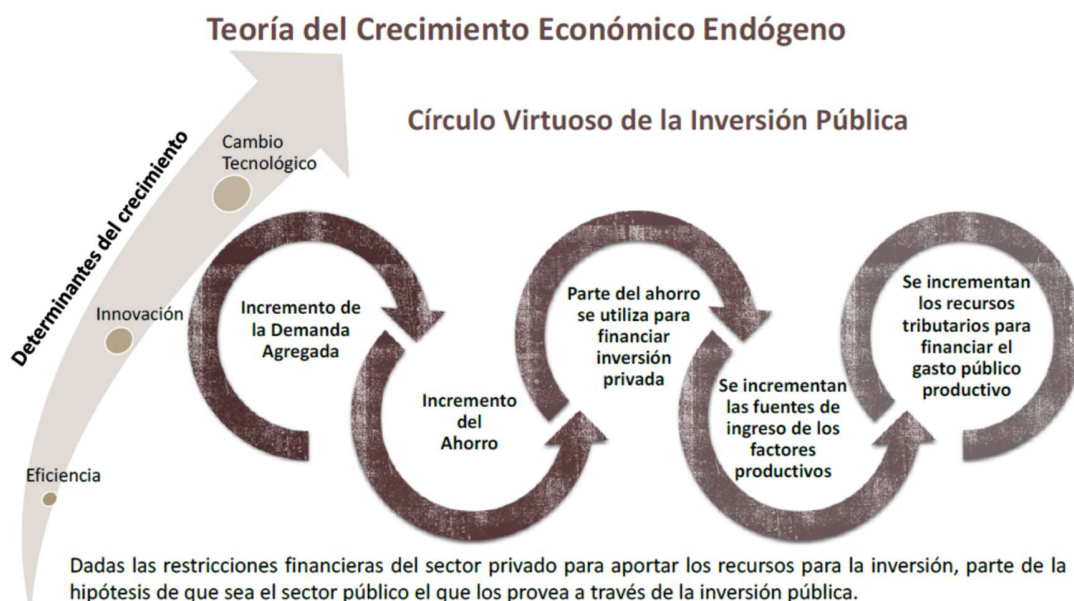 Teoría del Crecimiento Económico Endógeno
Círculo Virtuoso de la Inversión Pública
Determinantes del crecimiento
Cambio
Tecnológico
Innovación
Eficiencia
Incremento de
la Demanda
Agregada
Incremento
del
Ahorro
Parte del ahorro
se utiliza para
financiar
inversión
privada
Se incrementan
las fuentes de
ingreso de los
factores
productivos
Se incrementan
los recursos
tributarios para
financiar el
gasto público
productivo
Dadas las restricciones financieras del sector privado para aportar los recursos para la inversión, parte de la
hipótesis de que sea el sector público el que los provea a través de la inversión pública.